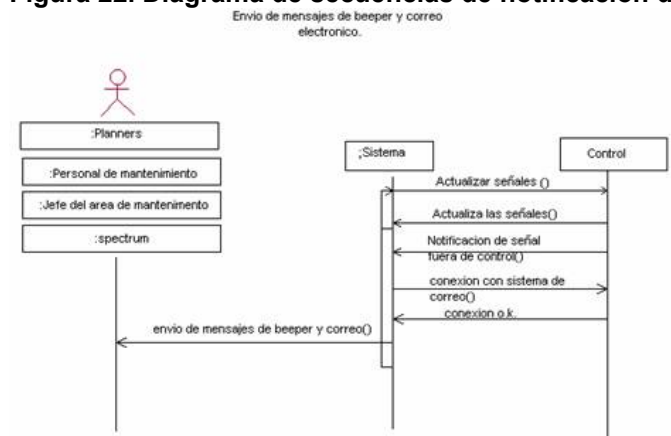 Figura 22. Diagrama de secuencias de notificación
Envio de mensajes de beeper y correo
electronico.
:Planners
:Personal de mantenimiento
:Jefe del area de mantenimento
:spectrum
;Sistema
Control
Actualizar señales ()
Actualiza las señales()
Notificacion de señal
fuera de control()
conexion con sistema de
correo()
conexion o.k.
envio de mensajes de beeper y correo()